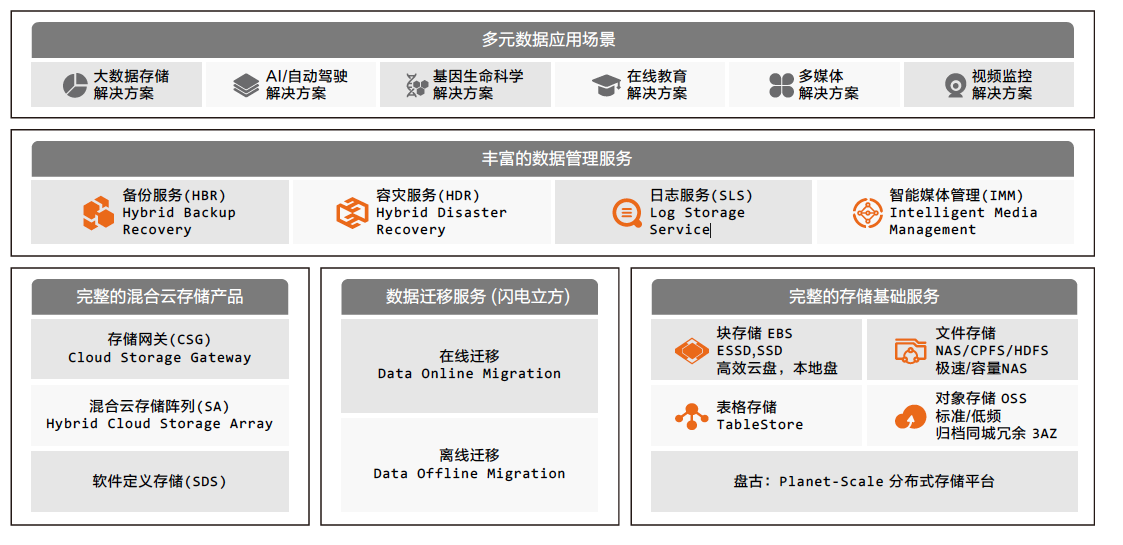 多元数据应用场景
大数据存储
解决方案
AI/自动驾驶
解决方案
基因生命科学
解决方案
在线教育
解决方案
多媒体
解决方案
视频监控
解决方案
丰富的数据管理服务
备份服务(HBR)
Hybrid Backup
Recovery
容灾服务(HDR)
Hybrid Disaster
Recovery
日志服务(SLS)
Log Storage
Service
智能媒体管理(IMM)
Intelligent Media
Management
完整的混合云存储产品
存储网关(CSG)
Cloud Storage Gateway
混合云存储阵列(SA)
Hybrid Cloud Storage Array
软件定义存储(SDS)
数据迁移服务 (闪电立方)
在线迁移
Data Online Migration
离线迁移
Data Offline Migration
完整的存储基础服务
块存储 EBS
ESSD,SSD
高效云盘，本地盘
文件存储
NAS/CPFS/HDFS
极速/容量NAS
表格存储
TableStore
对象存储 OSS
标准/低频
归档同城冗余 3AZ
盘古：Planet-Scale 分布式存储平台